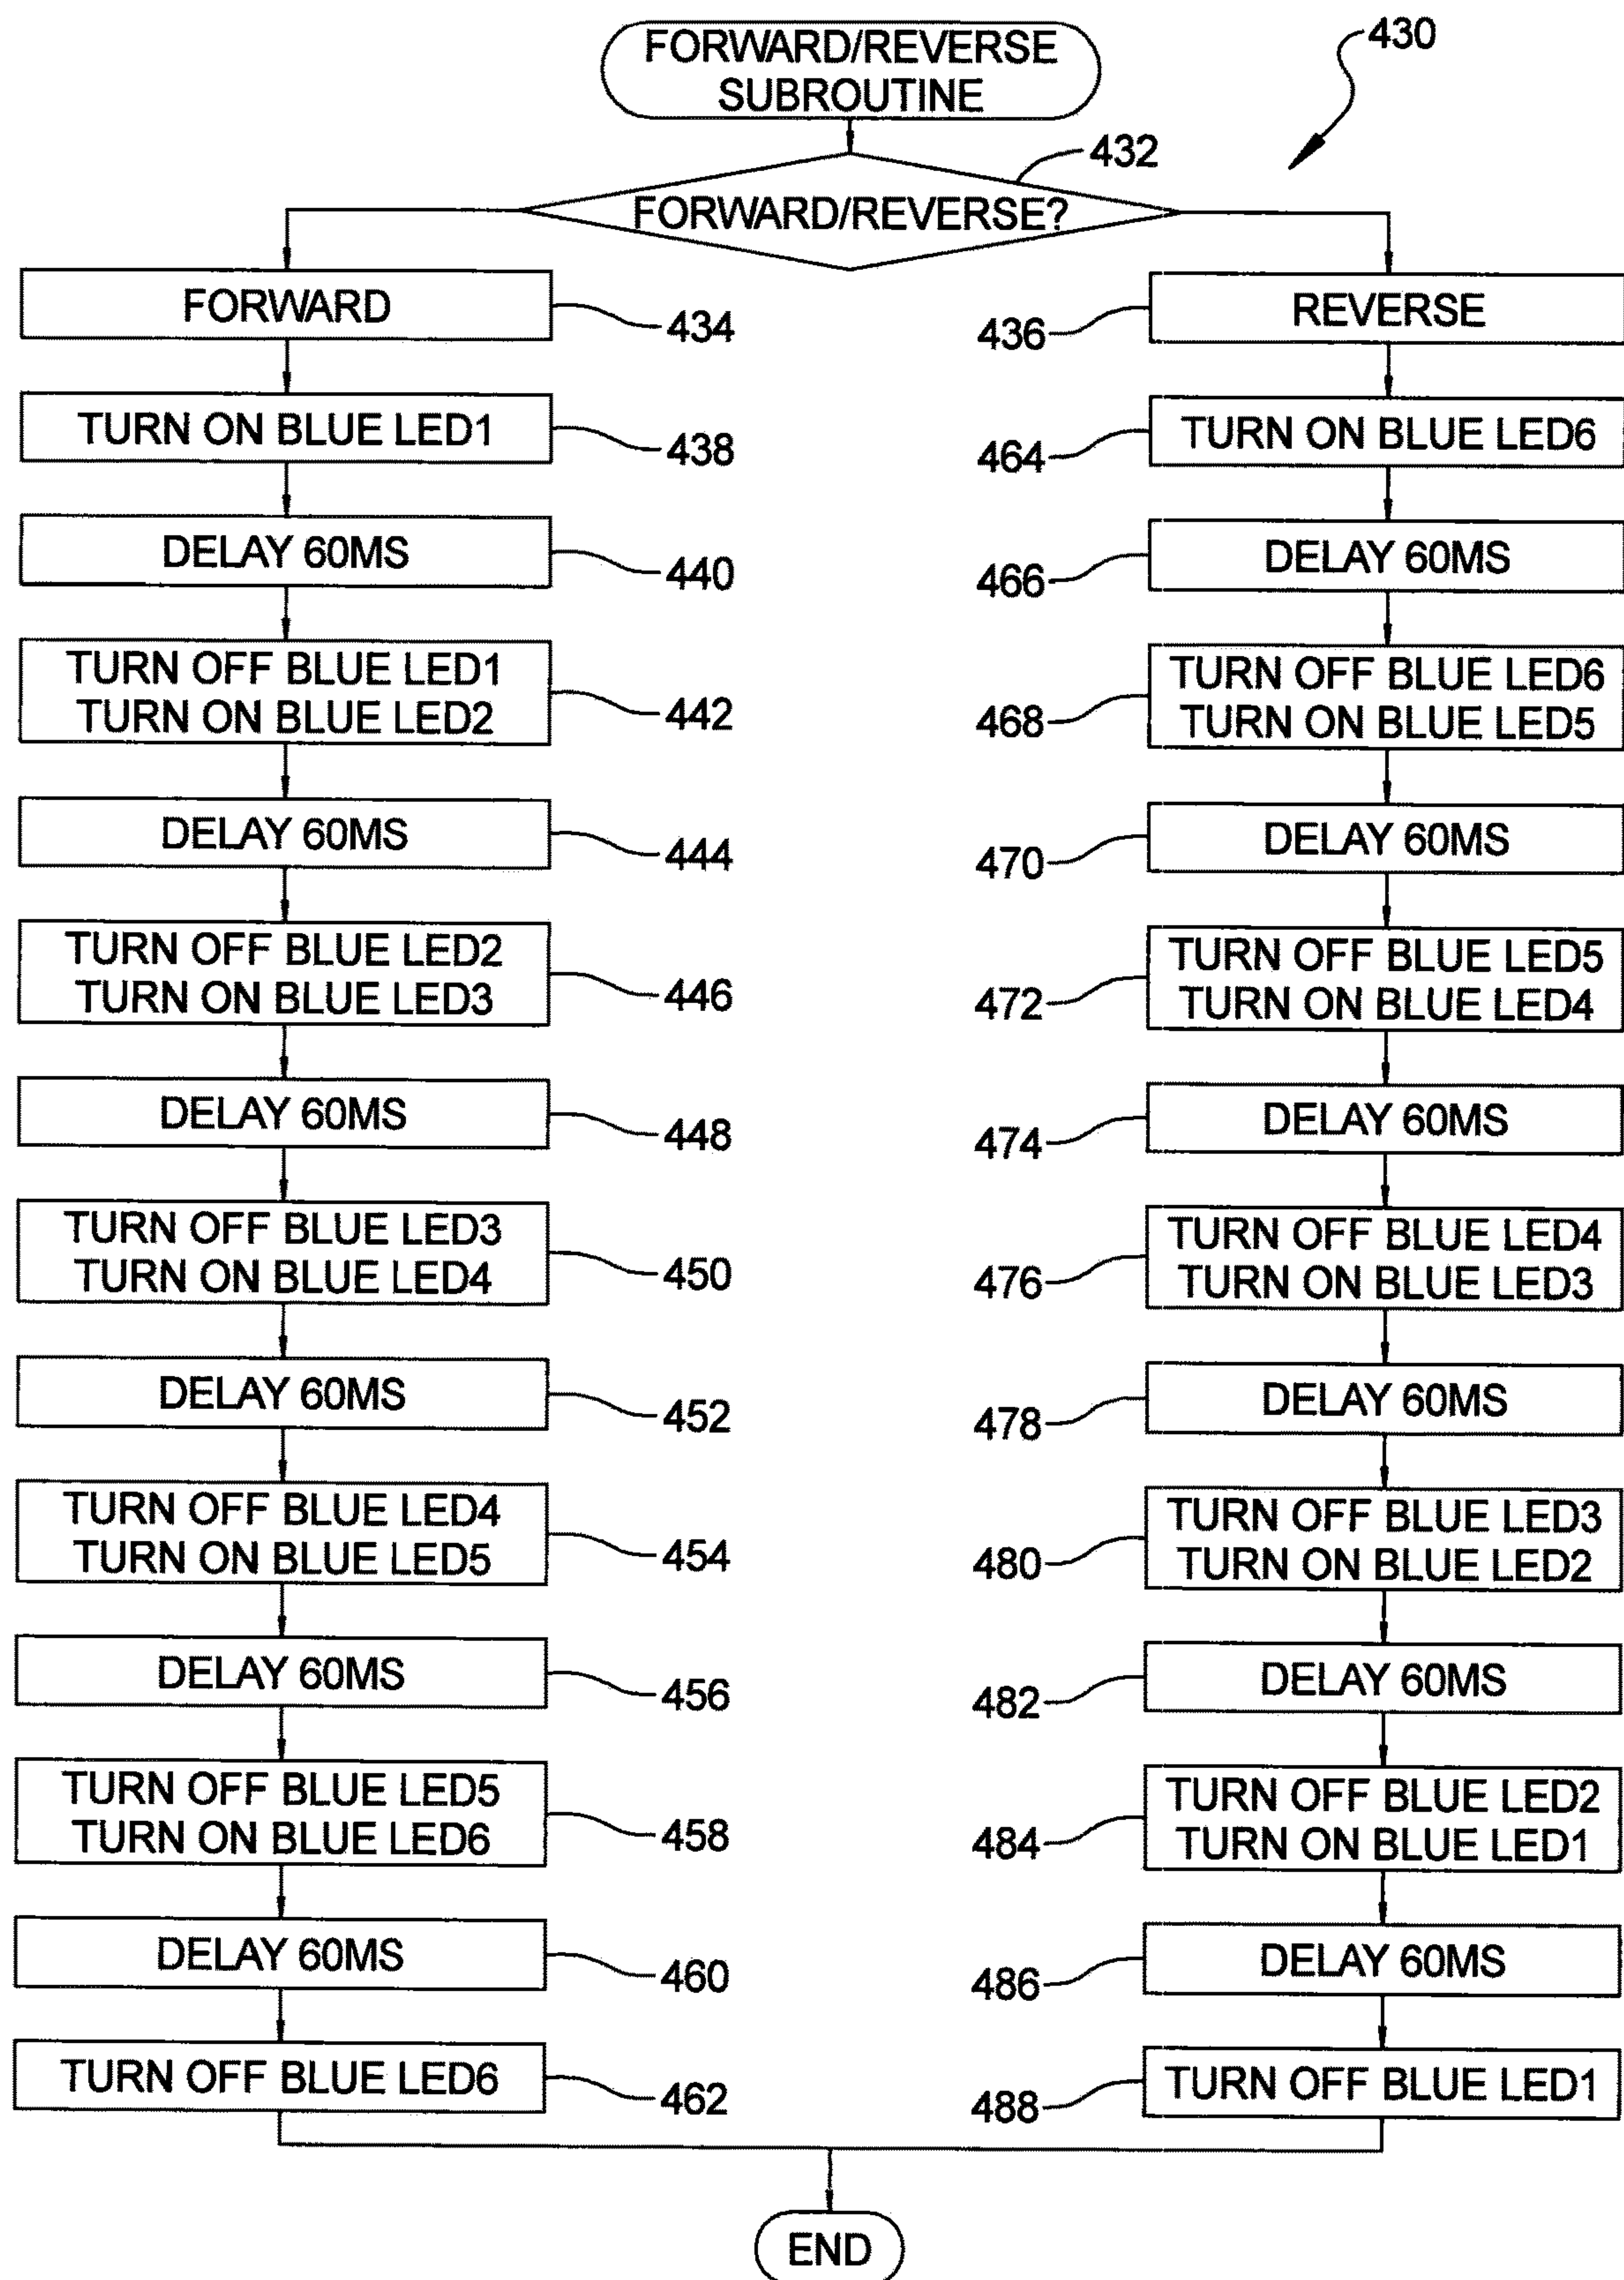 FORWARD/REVERSE
SUBROUTINE
430
432
FORWARD/REVERSE?
FORWARD
434
TURN ON BLUE LED1
438
DELAY 60MS
440
TURN OFF BLUE LED1
TURN ON BLUE LED2
442
DELAY 60MS
444
TURN OFF BLUE LED2
TURN ON BLUE LED3
446
DELAY 60MS
448
TURN OFF BLUE LED3
TURN ON BLUE LED4
450
DELAY 60MS
452
TURN OFF BLUE LED4
TURN ON BLUE LED5
454
DELAY 60MS
456
TURN OFF BLUE LED5
TURN ON BLUE LED6
458
DELAY 60MS
460
TURN OFF BLUE LED6
462
REVERSE
436
TURN ON BLUE LED6
464
DELAY 60MS
466
TURN OFF BLUE LED6
TURN ON BLUE LED5
468
DELAY 60MS
470
TURN OFF BLUE LED5
TURN ON BLUE LED4
472
DELAY 60MS
474
TURN OFF BLUE LED4
TURN ON BLUE LED3
476
DELAY 60MS
478
TURN OFF BLUE LED3
TURN ON BLUE LED2
480
DELAY 60MS
482
TURN OFF BLUE LED2
TURN ON BLUE LED1
484
DELAY 60MS
486
TURN OFF BLUE LED1
488
END